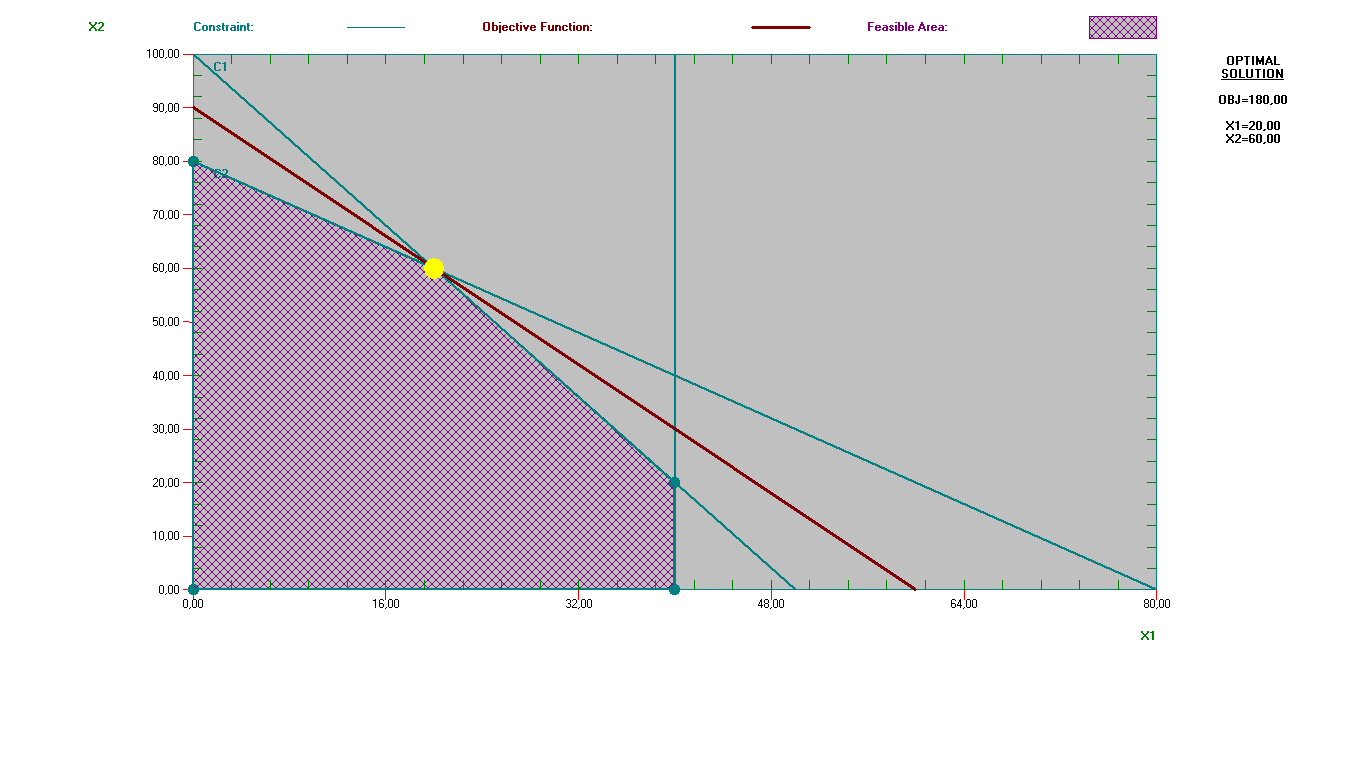 X2 Constraint: Objective Function: Feasible Area:
OPTIMAL
SOLUTION
OBJ=180,00
X1=20,00
X2=60,00
100,00
C1
90,00
80,00
C2
70,00
60,00
50,00
40,00
30,00
20,00
10,00
0,00
0,00 16,00 32,00 48,00 64,00 80,00
X1